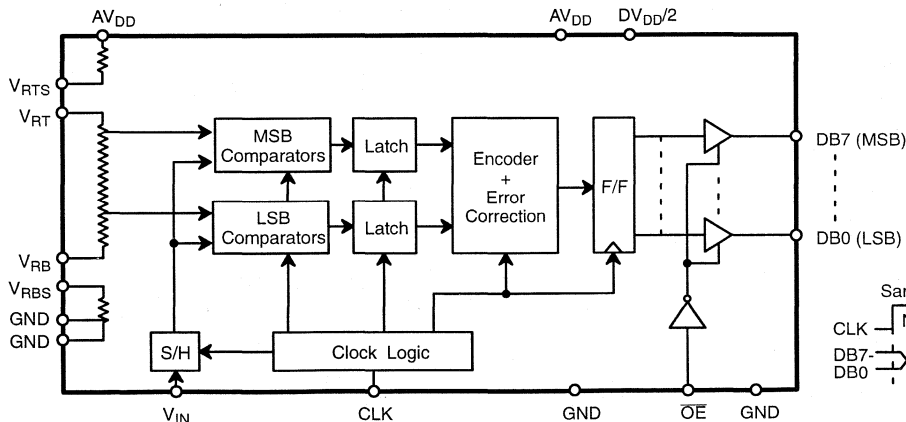 AVDD
AVDD
DVDD/2
VRTS
VRT
MSB
Comparators
Latch
Encoder
+
Error
Correction
F/F
DB7 (MSB)
LSB
Comparators
Latch
DB0 (LSB)
VRB
VRBS
GND
GND
S/H
Clock Logic
CLK
DB7-
DB0
VIN
CLK
GND
OE
GND